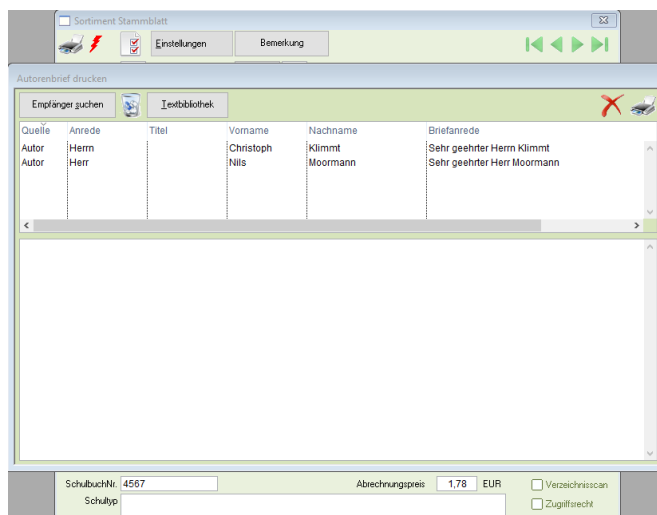 Sortiment Stammblatt
Einstellungen
Bemerkung
Autorenbrief drucken
Empfänger suchen
Textbibliothek
Quelle Anrede Titel Vorname Nachname Briefanrede
Autor Herrn Christoph Klimmt Sehr geehrter Herrn Klimmt
Autor Herr Nils Moormann Sehr geehrter Herr Moormann
SchulbuchNr. 4567 Abrechnungspreis 1,78 EUR Verzeichnisscan
Schultyp Zugriffsrecht